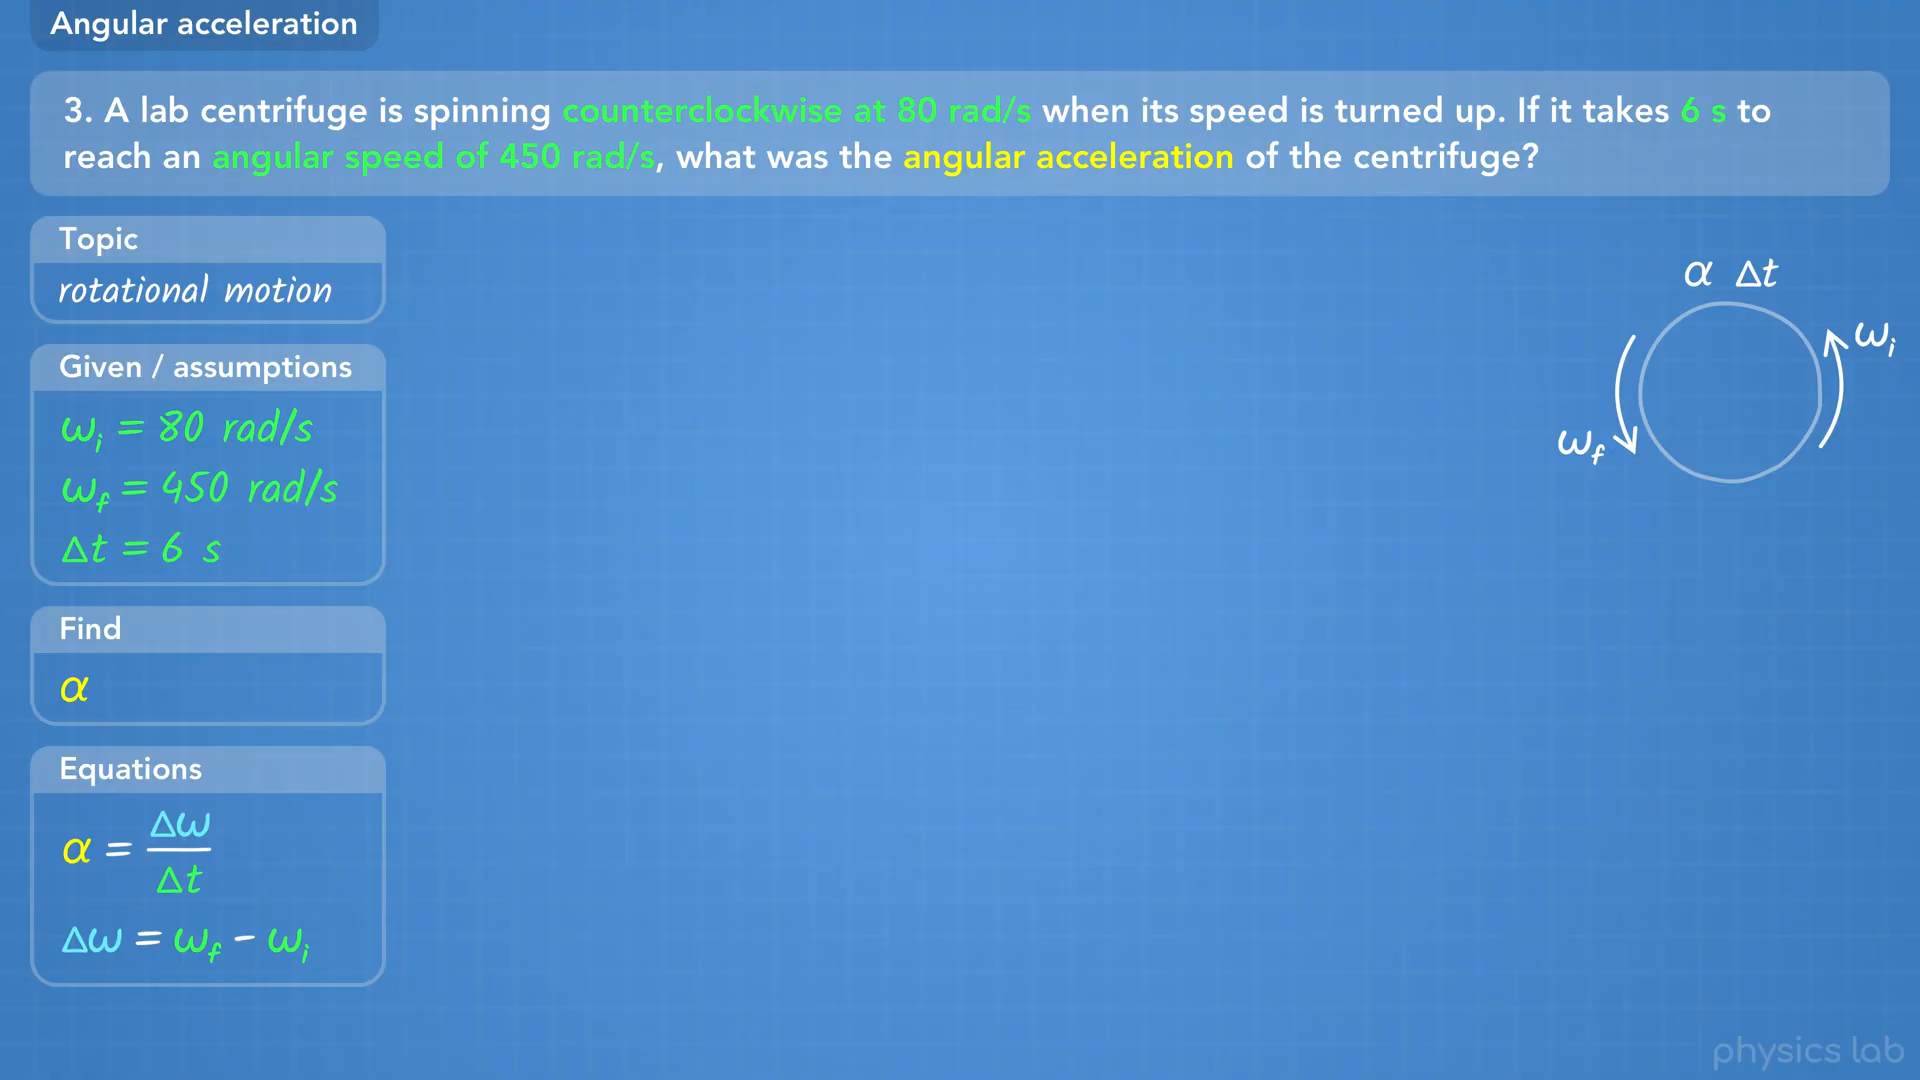 Angular acceleration
3. A lab centrifuge is spinning counterclockwise at 80 rad/s when its speed is turned up. If it takes 6 s to
reach an angular speed of 450 rad/s, what was the angular acceleration of the centrifuge?
Topic
rotational motion
Given / assumptions
ωᵢ = 80 rad/s
ω_f = 450 rad/s
Δt = 6 s
Find
α
Equations
α = Δω / Δt
Δω = ω_f - ωᵢ
α Δt
ωᵢ
ω_f
physics lab